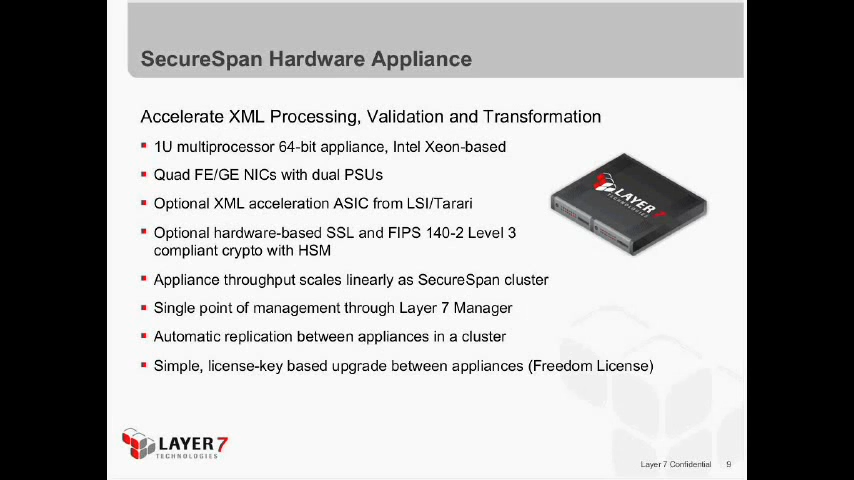 SecureSpan Hardware Appliance
Accelerate XML Processing, Validation and Transformation
1U multiprocessor 64-bit appliance, Intel Xeon-based
Quad FE/GE NICs with dual PSUs
Optional XML acceleration ASIC from LSI/Tarari
Optional hardware-based SSL and FIPS 140-2 Level 3
compliant crypto with HSM
Appliance throughput scales linearly as SecureSpan cluster
Single point of management through Layer 7 Manager
Automatic replication between appliances in a cluster
Simple, license-key based upgrade between appliances (Freedom License)
LAYER 7
TECHNOLOGIES
LAYER 7
TECHNOLOGIES
Layer 7 Confidential 9